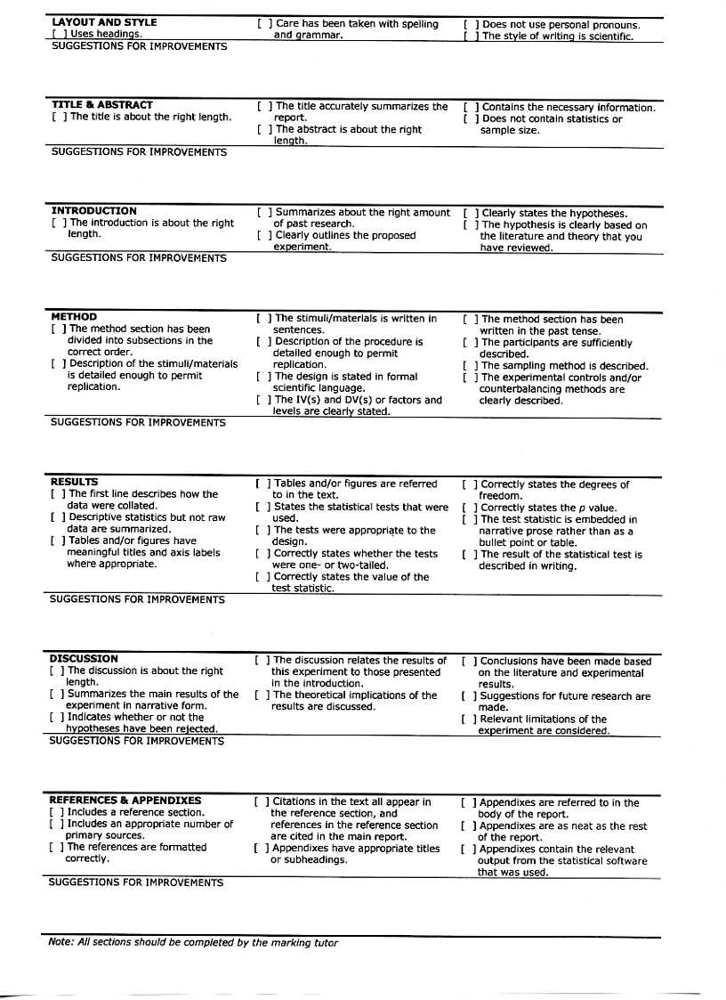 LAYOUT AND STYLE
[ ] Uses headings.
[ ] Care has been taken with spelling
and grammar.
[ ] Does not use personal pronouns.
[ ] The style of writing is scientific.
SUGGESTIONS FOR IMPROVEMENTS
TITLE & ABSTRACT
[ ] The title is about the right length.
[ ] The title accurately summarizes the
report.
[ ] The abstract is about the right
length.
[ ] Contains the necessary information.
[ ] Does not contain statistics or
sample size.
SUGGESTIONS FOR IMPROVEMENTS
INTRODUCTION
[ ] The introduction is about the right
length.
[ ] Summarizes about the right amount
of past research.
[ ] Clearly outlines the proposed
experiment.
[ ] Clearly states the hypotheses.
[ ] The hypothesis is clearly based on
the literature and theory that you
have reviewed.
SUGGESTIONS FOR IMPROVEMENTS
METHOD
[ ] The method section has been
divided into subsections in the
correct order.
[ ] Description of the stimuli/materials
is detailed enough to permit
replication.
[ ] The stimuli/materials is written in
sentences.
[ ] Description of the procedure is
detailed enough to permit
replication.
[ ] The design is stated in formal
scientific language.
[ ] The IV(s) and DV(s) or factors and
levels are clearly stated.
[ ] The method section has been
written in the past tense.
[ ] The participants are sufficiently
described.
[ ] The sampling method is described.
[ ] The experimental controls and/or
counterbalancing methods are
clearly described.
SUGGESTIONS FOR IMPROVEMENTS
RESULTS
[ ] The first line describes how the
data were collated.
[ ] Descriptive statistics but not raw
data are summarized.
[ ] Tables and/or figures have
meaningful titles and axis labels
where appropriate.
[ ] Tables and/or figures are referred
to in the text.
[ ] States the statistical tests that were
used.
[ ] The tests were appropriate to the
design.
[ ] Correctly states whether the tests
were one- or two-tailed.
[ ] Correctly states the value of the
test statistic.
[ ] Correctly states the degrees of
freedom.
[ ] Correctly states the p value.
[ ] The test statistic is embedded in
narrative prose rather than as a
bullet point or table.
[ ] The result of the statistical test is
described in writing.
SUGGESTIONS FOR IMPROVEMENTS
DISCUSSION
[ ] The discussion is about the right
length.
[ ] Summarizes the main results of the
experiment in narrative form.
[ ] Indicates whether or not the
hypotheses have been rejected.
[ ] The discussion relates the results of
this experiment to those presented
in the introduction.
[ ] The theoretical implications of the
results are discussed.
[ ] Conclusions have been made based
on the literature and experimental
results.
[ ] Suggestions for future research are
made.
[ ] Relevant limitations of the
experiment are considered.
SUGGESTIONS FOR IMPROVEMENTS
REFERENCES & APPENDIXES
[ ] Includes a reference section.
[ ] Includes an appropriate number of
primary sources.
[ ] The references are formatted
correctly.
[ ] Citations in the text all appear in
the reference section, and
references in the reference section
are cited in the main report.
[ ] Appendixes have appropriate titles
or subheadings.
[ ] Appendixes are referred to in the
body of the report.
[ ] Appendixes are as neat as the rest
of the report.
[ ] Appendixes contain the relevant
output from the statistical software
that was used.
SUGGESTIONS FOR IMPROVEMENTS
Note: All sections should be completed by the marking tutor